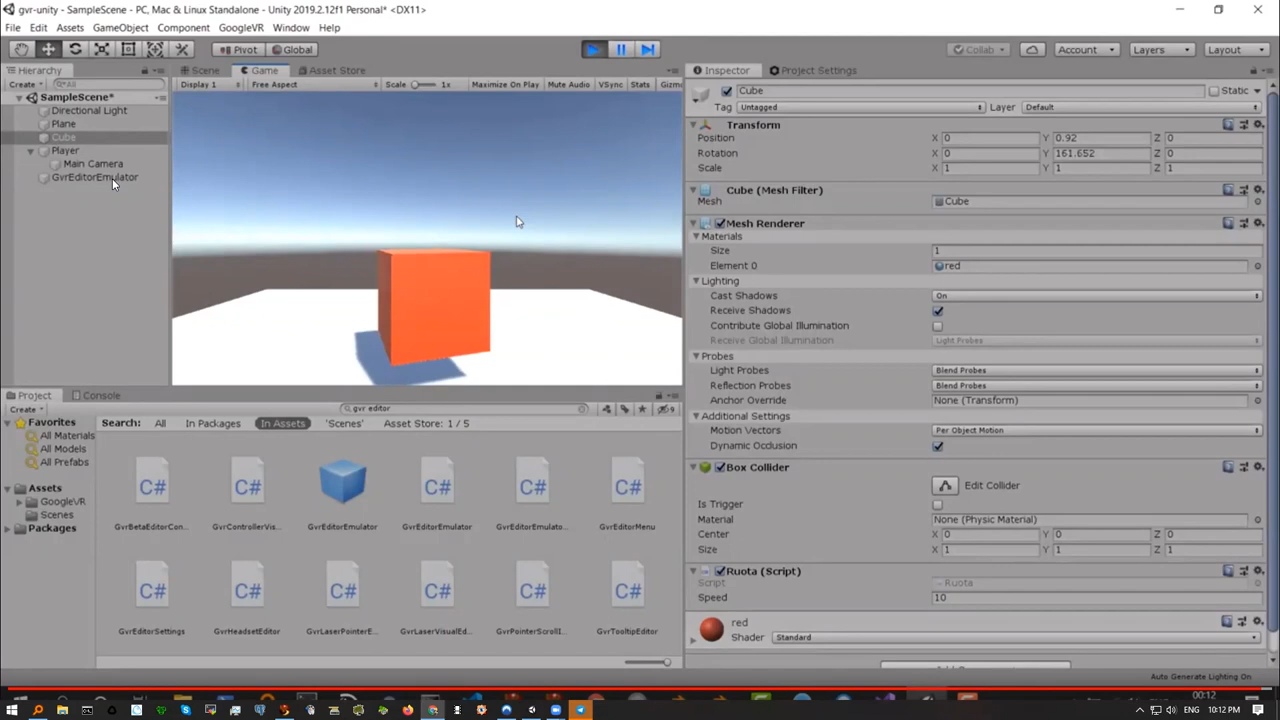 gvr-unity - SampleScene - PC, Mac & Linux Standalone - Unity 2019.2.12f1 Personal* <DX11>
File Edit Assets GameObject Component GoogleVR Window Help
Pivot Global Collab Account Layers Layout
Hierarchy
Create All
SampleScene*
Directional Light
Plane
Cube
Player
Main Camera
GvrEditorEmulator
Scene Game Asset Store
Display 1 Free Aspect Scale 1x Maximize On Play Mute Audio VSync Stats Gizm
Inspector Project Settings
Cube Static
Tag Untagged Layer Default
Transform
Position X 0 Y 0.92 Z 0
Rotation X 0 Y 161.652 Z 0
Scale X 1 Y 1 Z 1
Cube (Mesh Filter)
Mesh Cube
Mesh Renderer
Materials
Size 1
Element 0 red
Lighting
Cast Shadows On
Receive Shadows
Contribute Global Illumination
Receive Global Illumination Light Probes
Probes
Light Probes Blend Probes
Reflection Probes Blend Probes
Anchor Override None (Transform)
Additional Settings
Motion Vectors Per Object Motion
Dynamic Occlusion
Box Collider
Edit Collider
Is Trigger
Material None (Physic Material)
Center X 0 Y 0 Z 0
Size X 1 Y 1 Z 1
Ruota (Script)
Script Ruota
Speed 10
red
Shader Standard
Project Console
Create gvr editor 9
Favorites
All Materials
All Models
All Prefabs
Assets
GoogleVR
Scenes
Packages
Search: All In Packages In Assets 'Scenes' Asset Store: 1 / 5
C# C# C# C# C#
GvrBetaEditorCon... GvrControllerVis... GvrEditorEmulator GvrEditorEmulator GvrEditorEmulato... GvrEditorMenu
C# C# C# C# C# C#
GvrEditorSettings GvrHeadsetEditor GvrLaserPointerE... GvrLaserVisualEd... GvrPointerScrollI... GvrTooltipEditor
Auto Generate Lighting On
00:12
ENG 10:12 PM